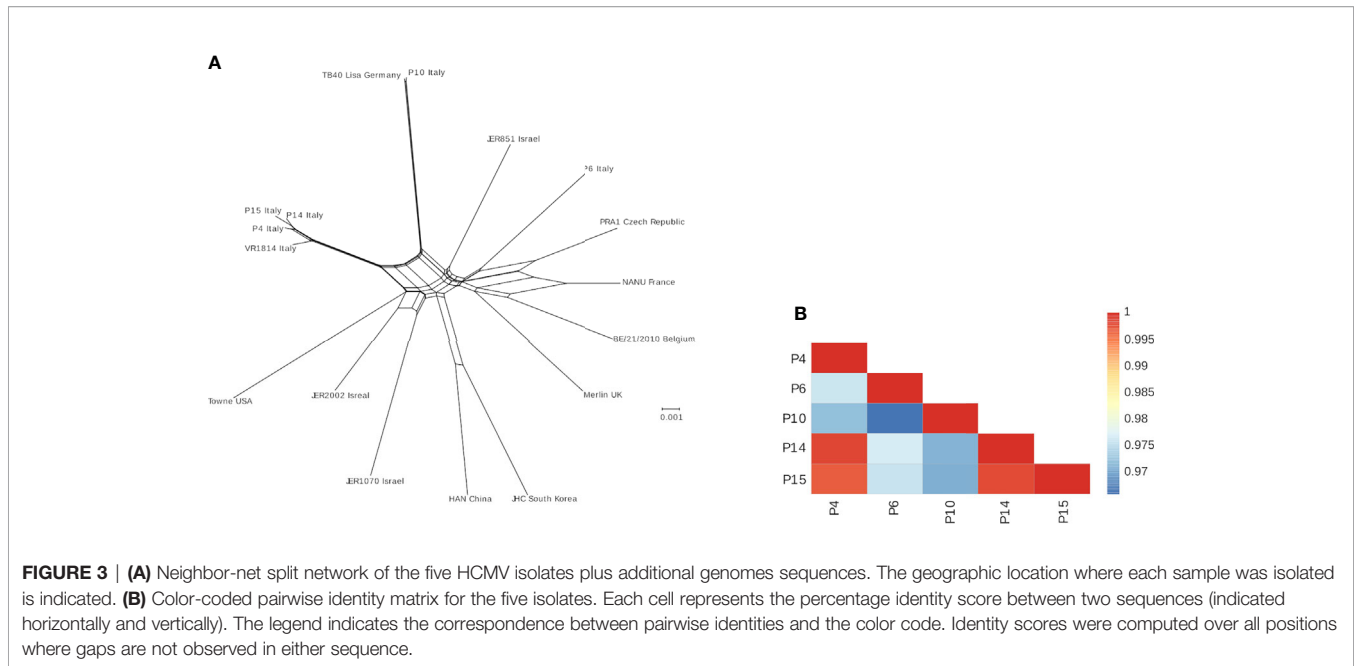 A
TB40 Lisa Germany
P10 Italy
JER851 Israel
P6 Italy
PRA1 Czech Republic
P15 Italy
P14 Italy
P4 Italy
VR1814 Italy
NANU France
BE/21/2010 Belgium
Merlin UK
JER2002 Isreal
Towne USA
0.001
JER1070 Israel
HAN China
JHC South Korea
B
1
0.995
0.99
0.985
0.98
0.975
0.97
P4
P6
P10
P14
P15
P4
P6
P10
P14
P15
FIGURE 3 | (A) Neighbor-net split network of the five HCMV isolates plus additional genomes sequences. The geographic location where each sample was isolated
is indicated. (B) Color-coded pairwise identity matrix for the five isolates. Each cell represents the percentage identity score between two sequences (indicated
horizontally and vertically). The legend indicates the correspondence between pairwise identities and the color code. Identity scores were computed over all positions
where gaps are not observed in either sequence.